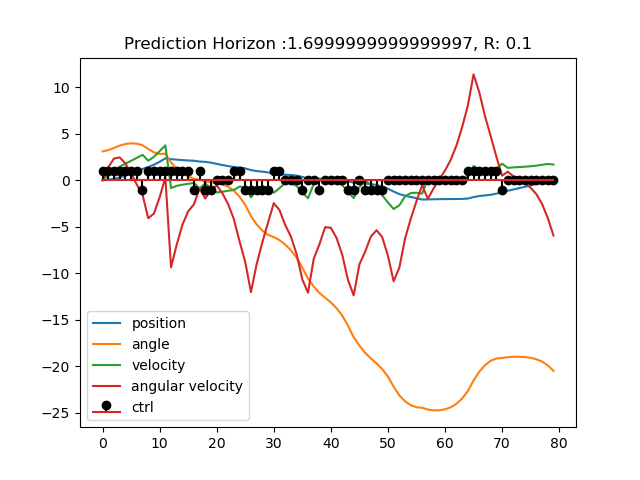 Prediction Horizon :1.6999999999999997, R: 0.1
10
5
0
−5
−10
−15
−20
−25
position
angle
velocity
angular velocity
ctrl
0 10 20 30 40 50 60 70 80